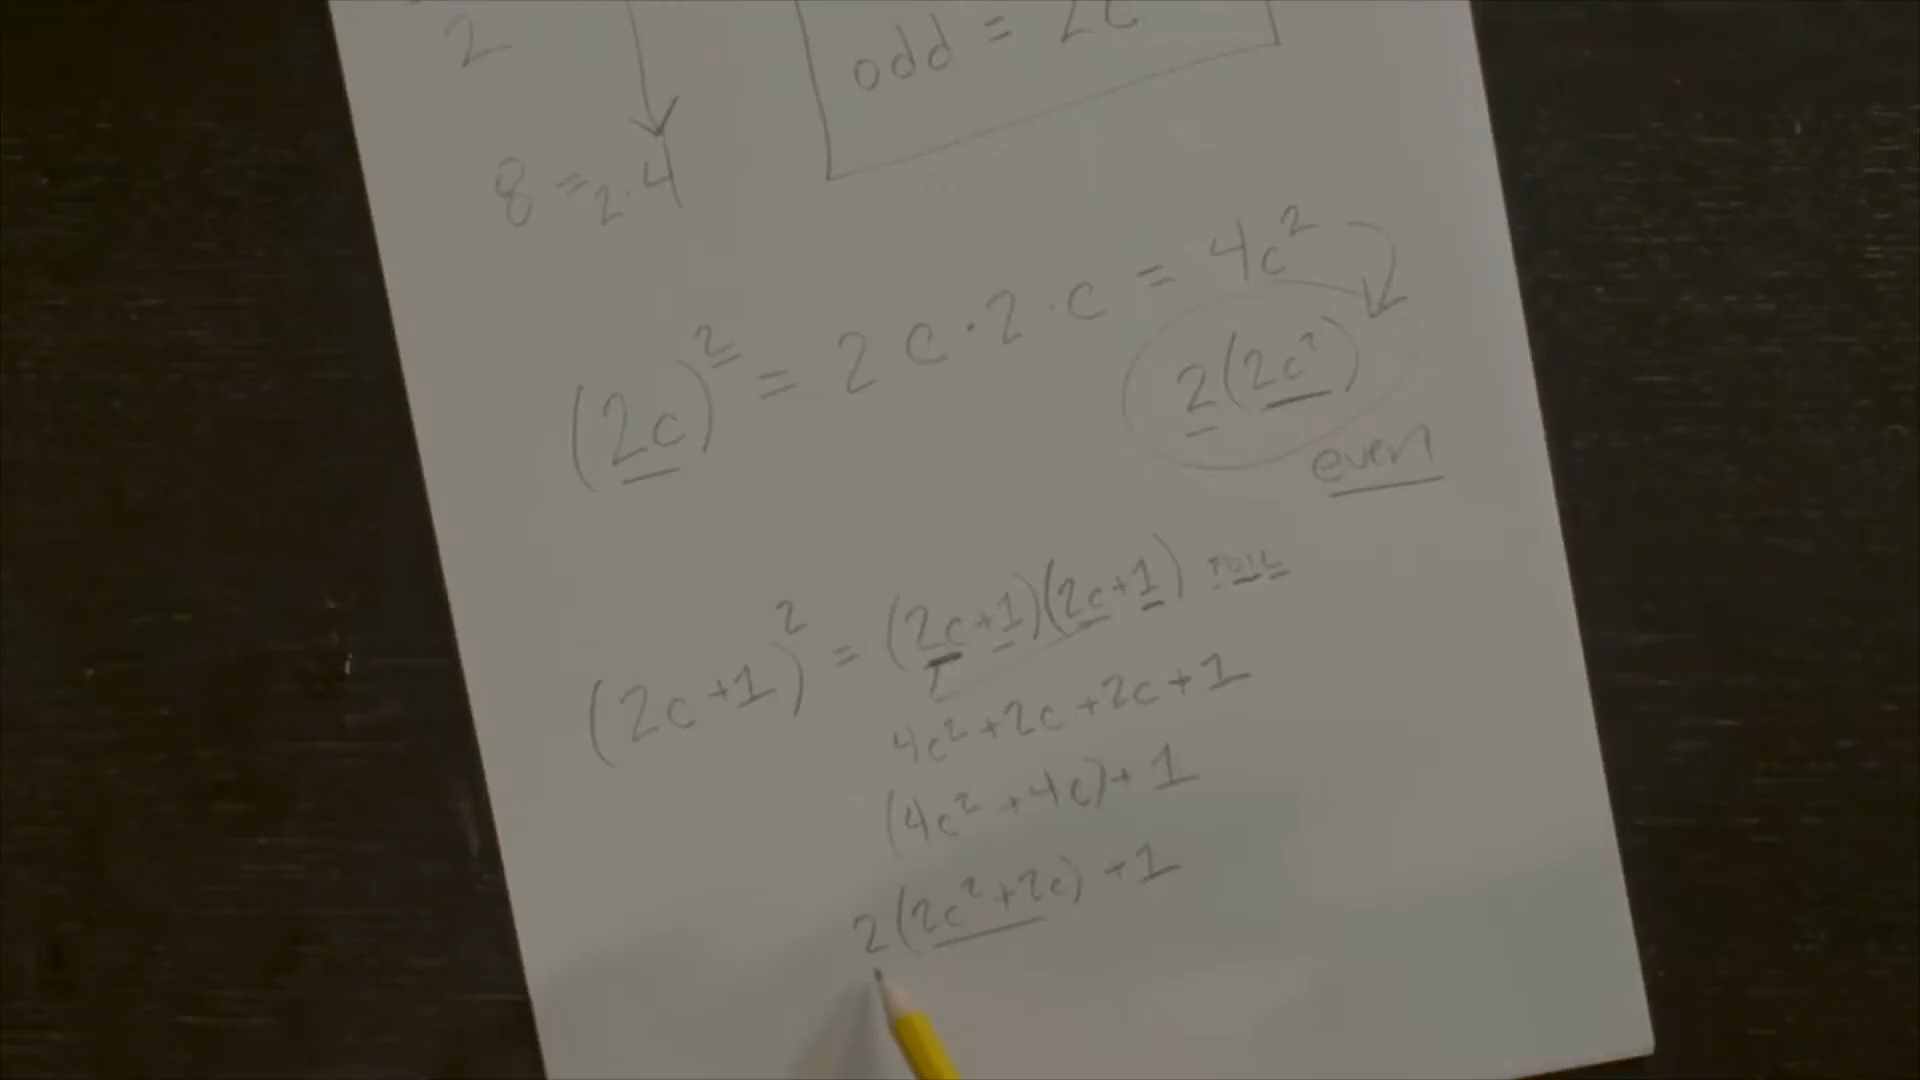 2
odd = 2c
8 = 2·4
(2c)² = 2c·2·c = 4c²
2(2c²)
even
(2c+1)² = (2c+1)(2c+1) FOIL
4c²+2c+2c+1
(4c²+4c)+1
2(2c²+2c)+1